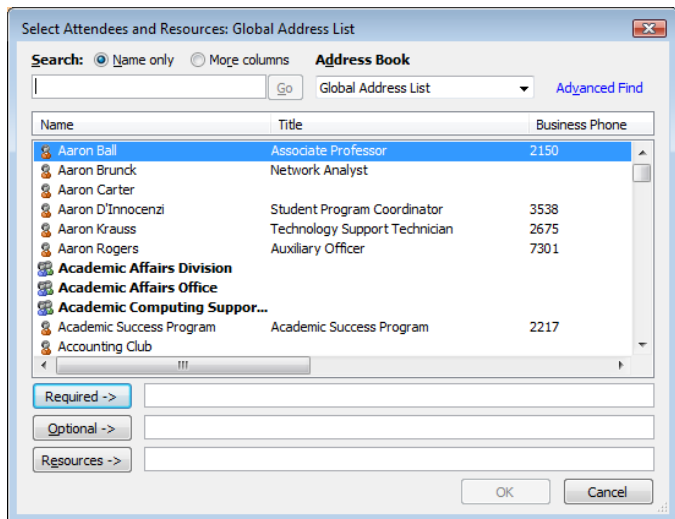 Select Attendees and Resources: Global Address List
Search: Name only More columns Address Book
Go Global Address List Advanced Find
Name Title Business Phone
Aaron Ball Associate Professor 2150
Aaron Brunck Network Analyst
Aaron Carter
Aaron D'Innocenzi Student Program Coordinator 3538
Aaron Krauss Technology Support Technician 2675
Aaron Rogers Auxiliary Officer 7301
Academic Affairs Division
Academic Affairs Office
Academic Computing Suppor...
Academic Success Program Academic Success Program 2217
Accounting Club
Required ->
Optional ->
Resources ->
OK Cancel